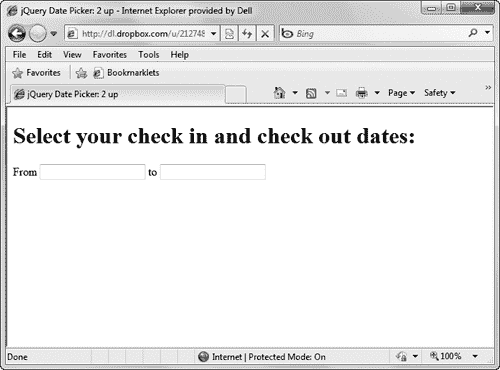 jQuery Date Picker: 2 up - Internet Explorer provided by Dell
http://dl.dropbox.com/u/212748
Bing
File Edit View Favorites Tools Help
Favorites Bookmarklets
jQuery Date Picker: 2 up
Page Safety
Select your check in and check out dates:
From to
Done Internet | Protected Mode: On 100%